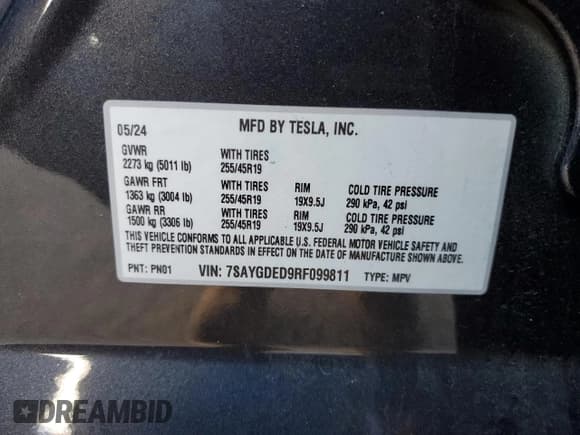 05/24 MFD BY TESLA, INC.
GVWR WITH TIRES
2273 kg (5011 lb) 255/45R19
GAWR FRT WITH TIRES RIM COLD TIRE PRESSURE
1363 kg (3004 lb) 255/45R19 19X9.5J 290 kPa, 42 psi
GAWR RR WITH TIRES RIM COLD TIRE PRESSURE
1500 kg (3306 lb) 255/45R19 19X9.5J 290 kPa, 42 psi
THIS VEHICLE CONFORMS TO ALL APPLICABLE U.S. FEDERAL MOTOR VEHICLE SAFETY AND
THEFT PREVENTION STANDARDS IN EFFECT ON THE DATE OF MANUFACTURE SHOWN ABOVE.
PNT: PN01 VIN: 7SAYGDED9RF099811 TYPE: MPV
DREAMBID